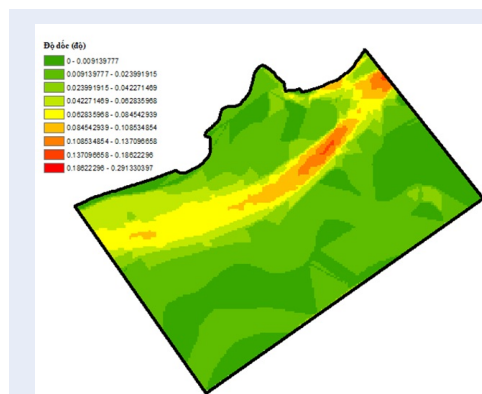 Độ dốc (độ)
0 - 0.009139777
0.009139777 - 0.023991915
0.023991915 - 0.042271469
0.042271469 - 0.062835968
0.062835968 - 0.084542939
0.084542939 - 0.108534854
0.108534854 - 0.137096658
0.137096658 - 0.18622296
0.18622296 - 0.291330397